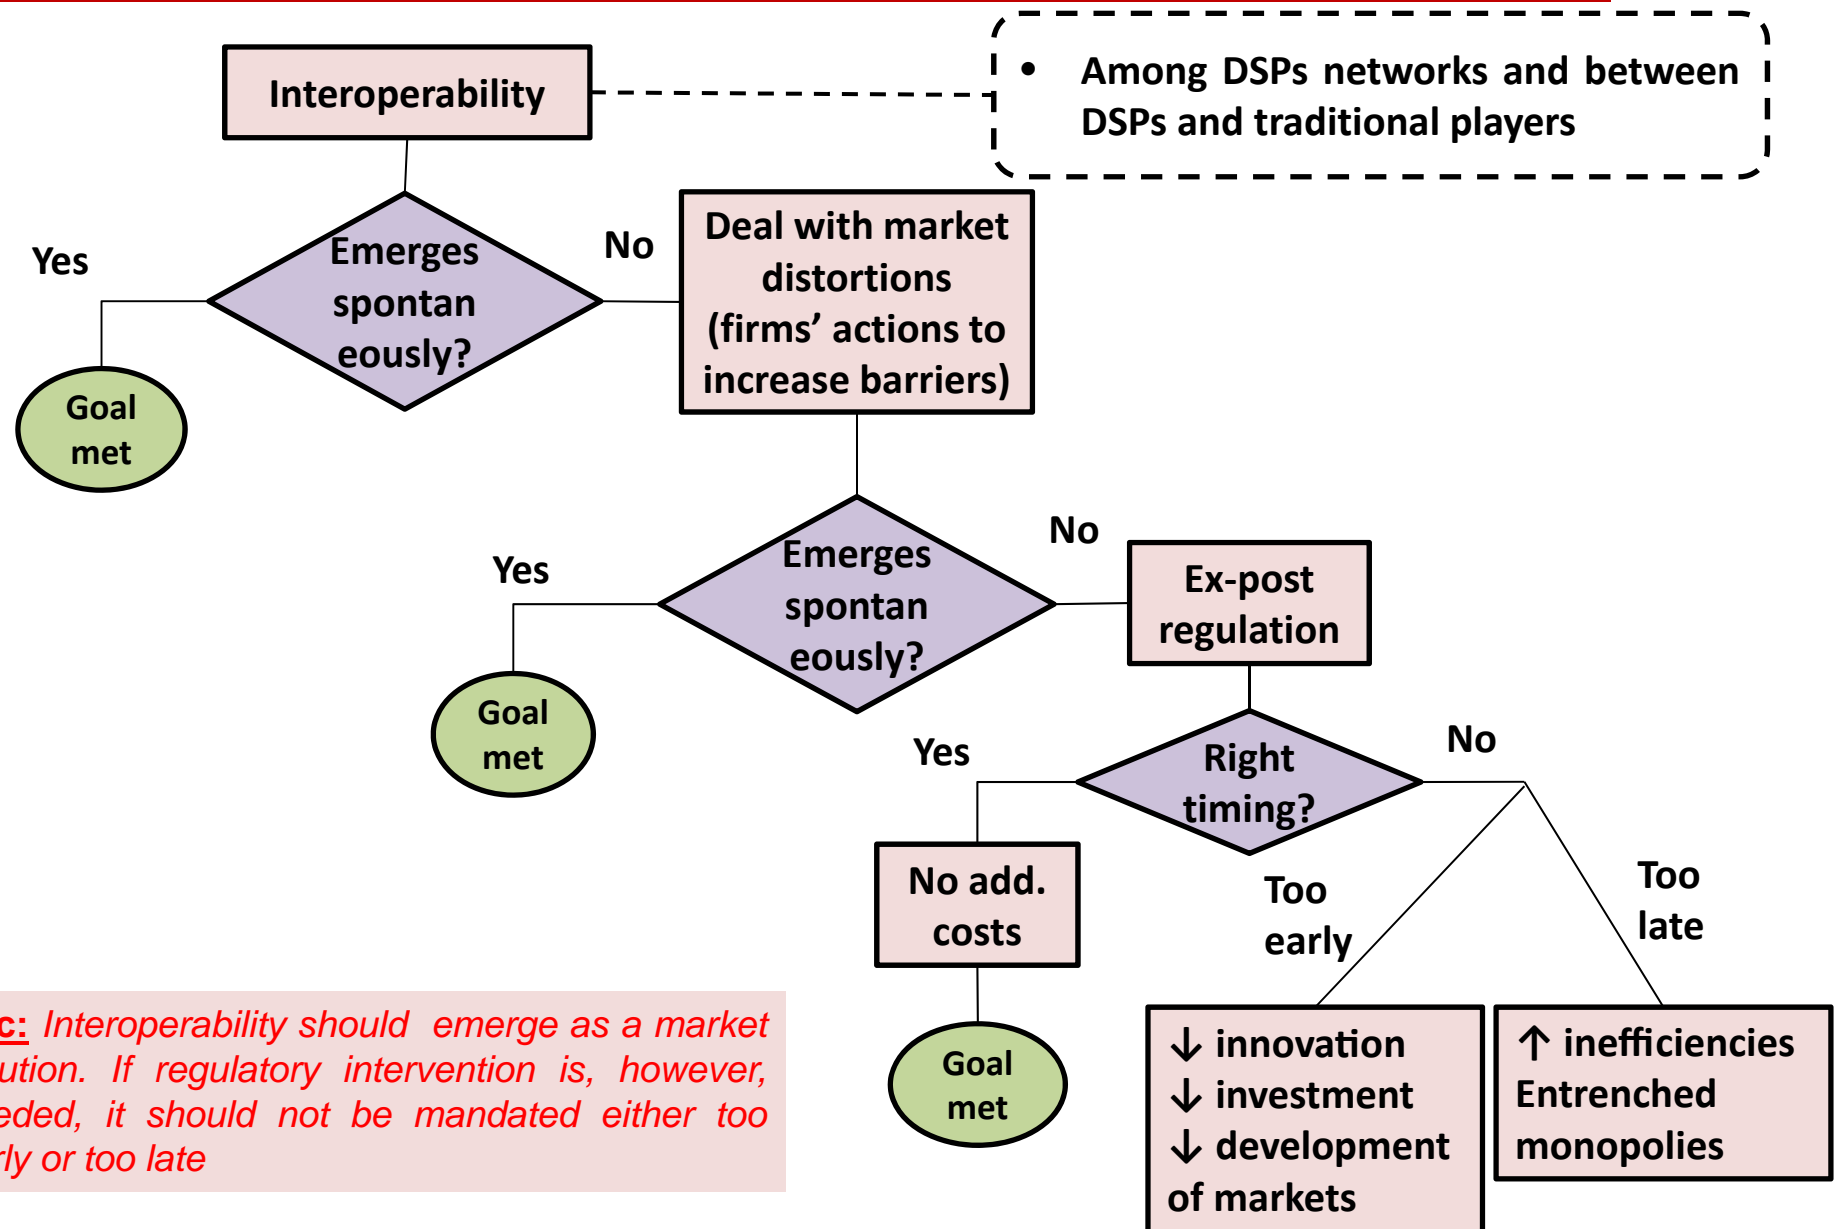 Interoperability
• Among DSPs networks and between
DSPs and traditional players
Yes
Emerges
spontan
eously?
No
Deal with market
distortions
(firms’ actions to
increase barriers)
Goal
met
Yes
Emerges
spontan
eously?
No
Ex-post
regulation
Goal
met
Yes
Right
timing?
No
No add.
costs
Too
early
Too
late
Goal
met
↓ innovation
↓ investment
↓ development
of markets
↑ inefficiencies
Entrenched
monopolies
c: Interoperability should emerge as a market
ution. If regulatory intervention is, however,
eded, it should not be mandated either too
rly or too late